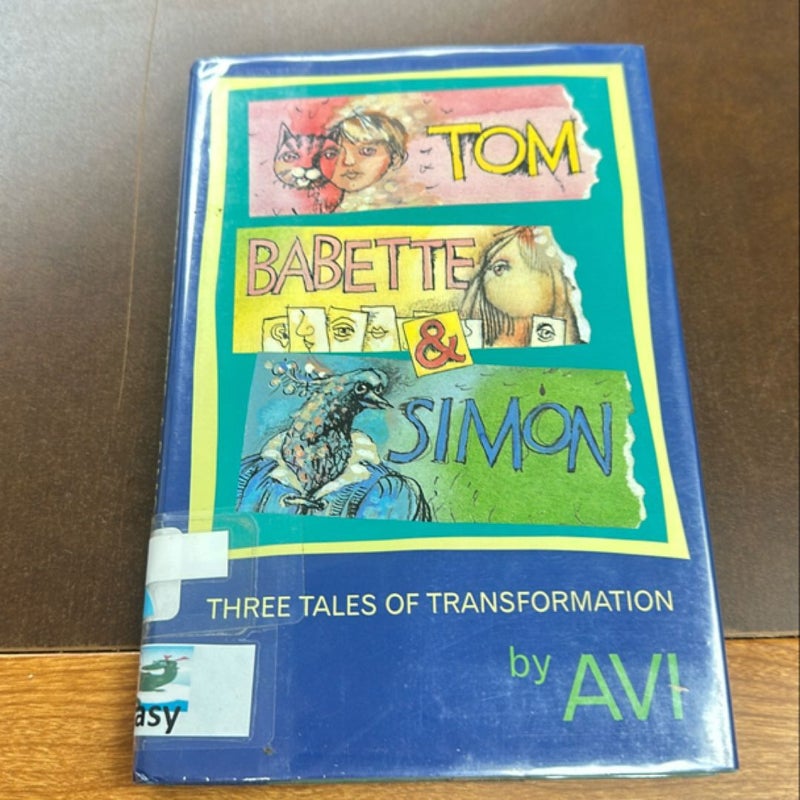 TOM
BABETTE
&
SIMON
THREE TALES OF TRANSFORMATION
by AVI
asy